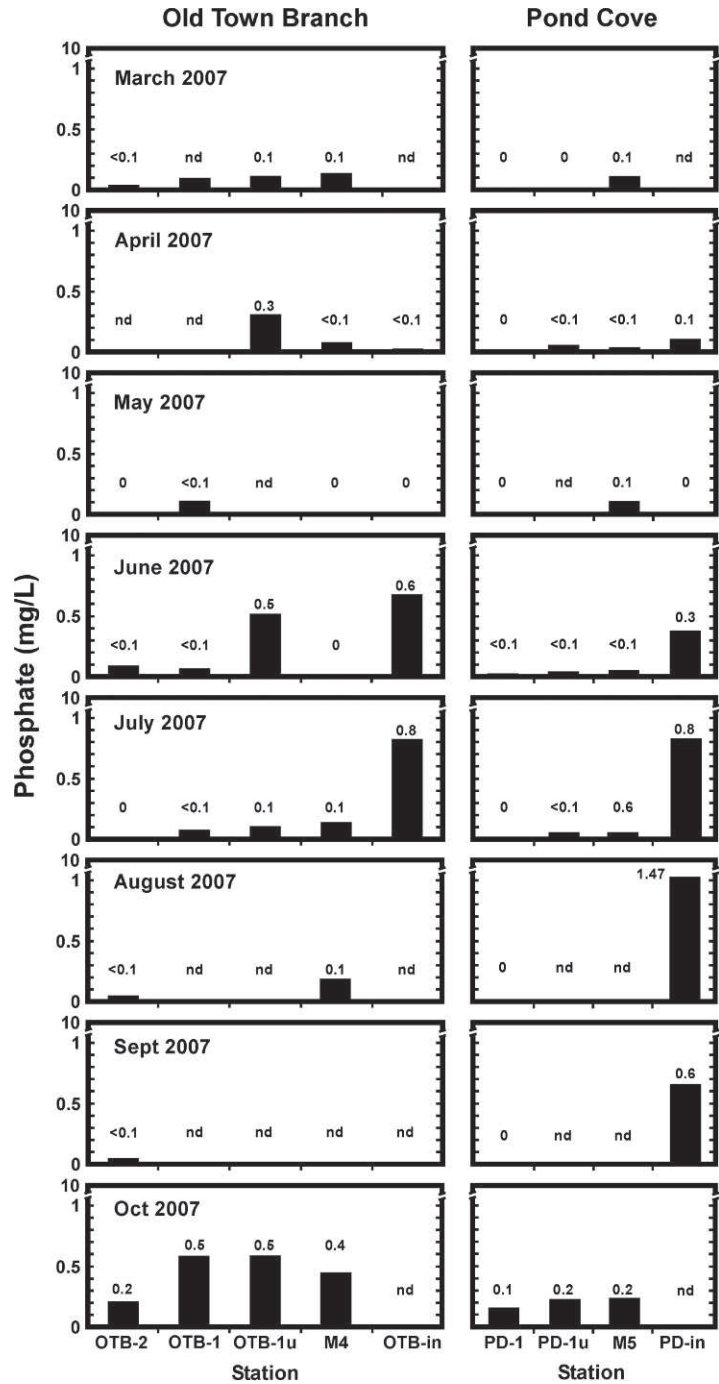 Old Town Branch Pond Cove
Phosphate (mg/L)
10
1 March 2007
0.5
<0.1 nd 0.1 0.1 nd 0 0 0.1 nd
0
10
1 April 2007
0.5 0.3
nd nd <0.1 <0.1 0 <0.1 <0.1 0.1
0
10
1 May 2007
0.5
0 <0.1 nd 0 0 0 nd 0.1 0
0
10
1 June 2007
0.5 0.5 0.6 0.3
<0.1 <0.1 0 <0.1 <0.1 <0.1
0
10
1 July 2007 0.8 0.8
0.5
0 <0.1 0.1 0.1 0 <0.1 0.6
0
10
1 August 2007 1.47
0.5
<0.1 nd nd 0.1 nd 0 nd nd
0
10
1 Sept 2007
0.5 0.6
<0.1 nd nd nd nd 0 nd nd
0
10
1 Oct 2007
0.5 0.5 0.5 0.4
0.2 nd 0.1 0.2 0.2 nd
0
OTB-2 OTB-1 OTB-1u M4 OTB-in PD-1 PD-1u M5 PD-in
Station Station